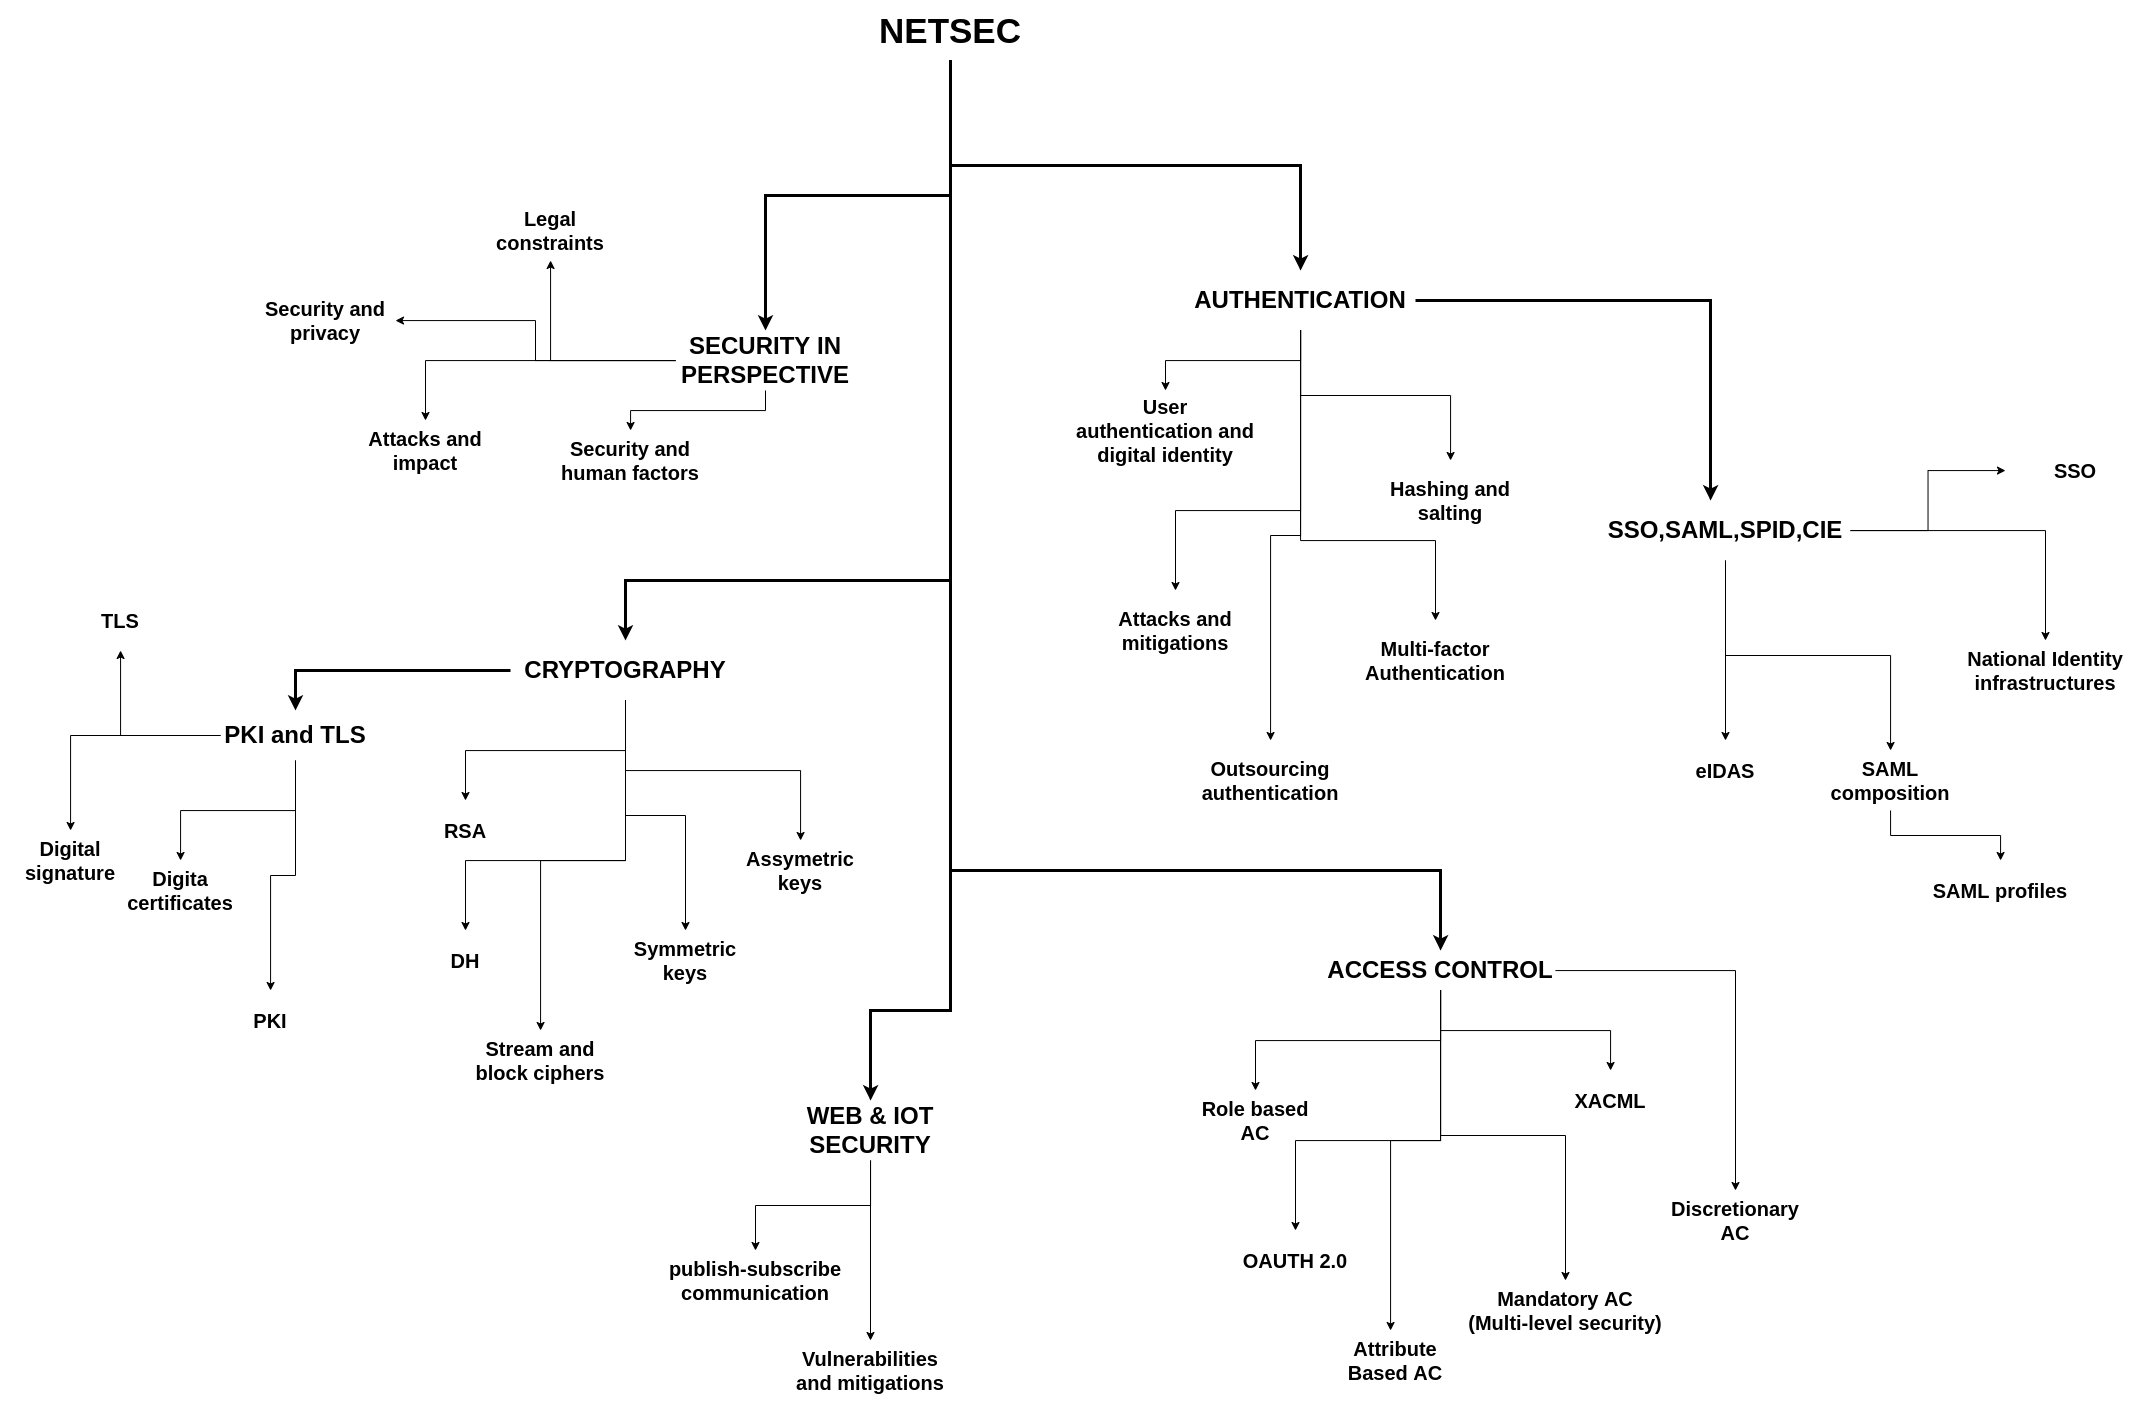 NETSEC
Legal
constraints
Security and
privacy
SECURITY IN
PERSPECTIVE
Attacks and
impact
Security and
human factors
AUTHENTICATION
User
authentication and
digital identity
Hashing and
salting
Attacks and
mitigations
Multi-factor
Authentication
Outsourcing
authentication
SSO,SAML,SPID,CIE
SSO
National Identity
infrastructures
eIDAS
SAML
composition
SAML profiles
CRYPTOGRAPHY
TLS
PKI and TLS
Digital
signature
Digita
certificates
PKI
RSA
Assymetric
keys
DH
Symmetric
keys
Stream and
block ciphers
ACCESS CONTROL
Role based
AC
XACML
Discretionary
AC
OAUTH 2.0
Mandatory AC
(Multi-level security)
Attribute
Based AC
WEB & IOT
SECURITY
publish-subscribe
communication
Vulnerabilities
and mitigations